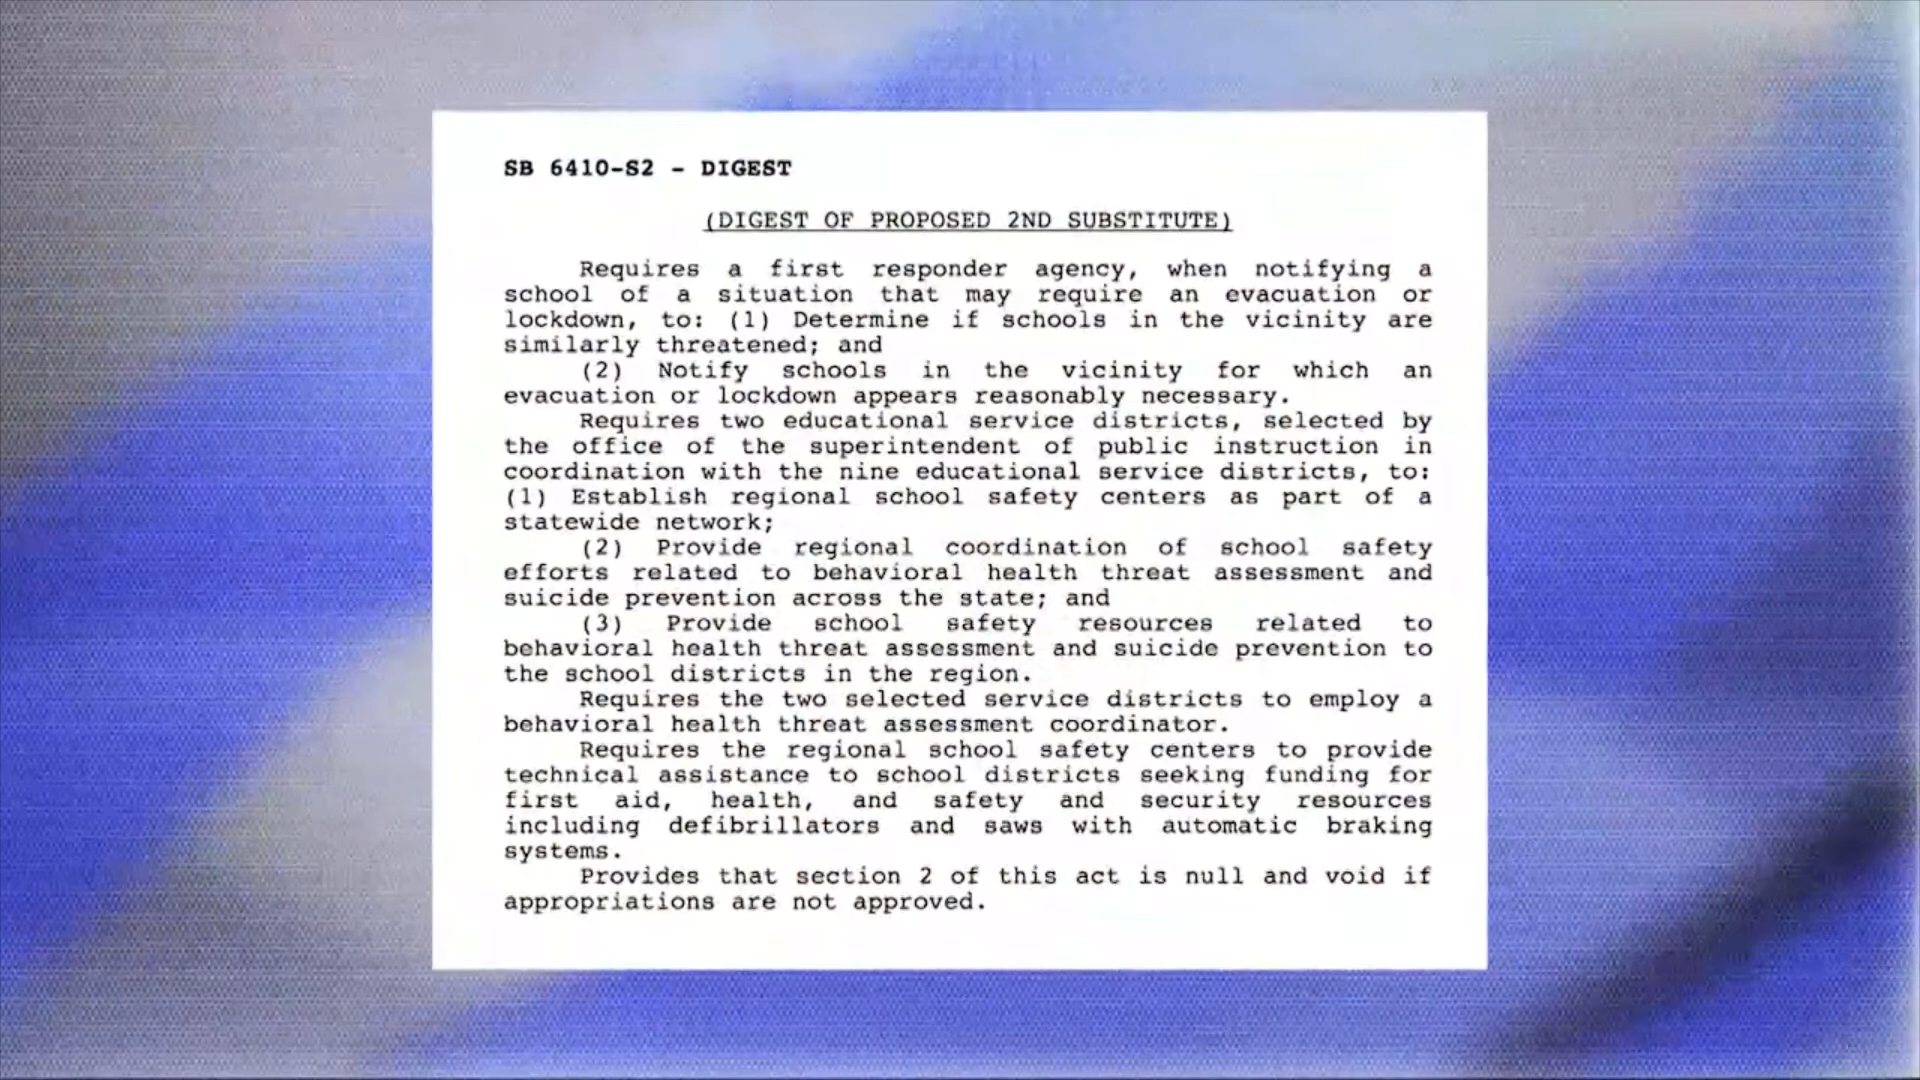 SB 6410-S2 - DIGEST
(DIGEST OF PROPOSED 2ND SUBSTITUTE)
Requires a first responder agency, when notifying a
school of a situation that may require an evacuation or
lockdown, to: (1) Determine if schools in the vicinity are
similarly threatened; and
(2) Notify schools in the vicinity for which an
evacuation or lockdown appears reasonably necessary.
Requires two educational service districts, selected by
the office of the superintendent of public instruction in
coordination with the nine educational service districts, to:
(1) Establish regional school safety centers as part of a
statewide network;
(2) Provide regional coordination of school safety
efforts related to behavioral health threat assessment and
suicide prevention across the state; and
(3) Provide school safety resources related to
behavioral health threat assessment and suicide prevention to
the school districts in the region.
Requires the two selected service districts to employ a
behavioral health threat assessment coordinator.
Requires the regional school safety centers to provide
technical assistance to school districts seeking funding for
first aid, health, and safety and security resources
including defibrillators and saws with automatic braking
systems.
Provides that section 2 of this act is null and void if
appropriations are not approved.